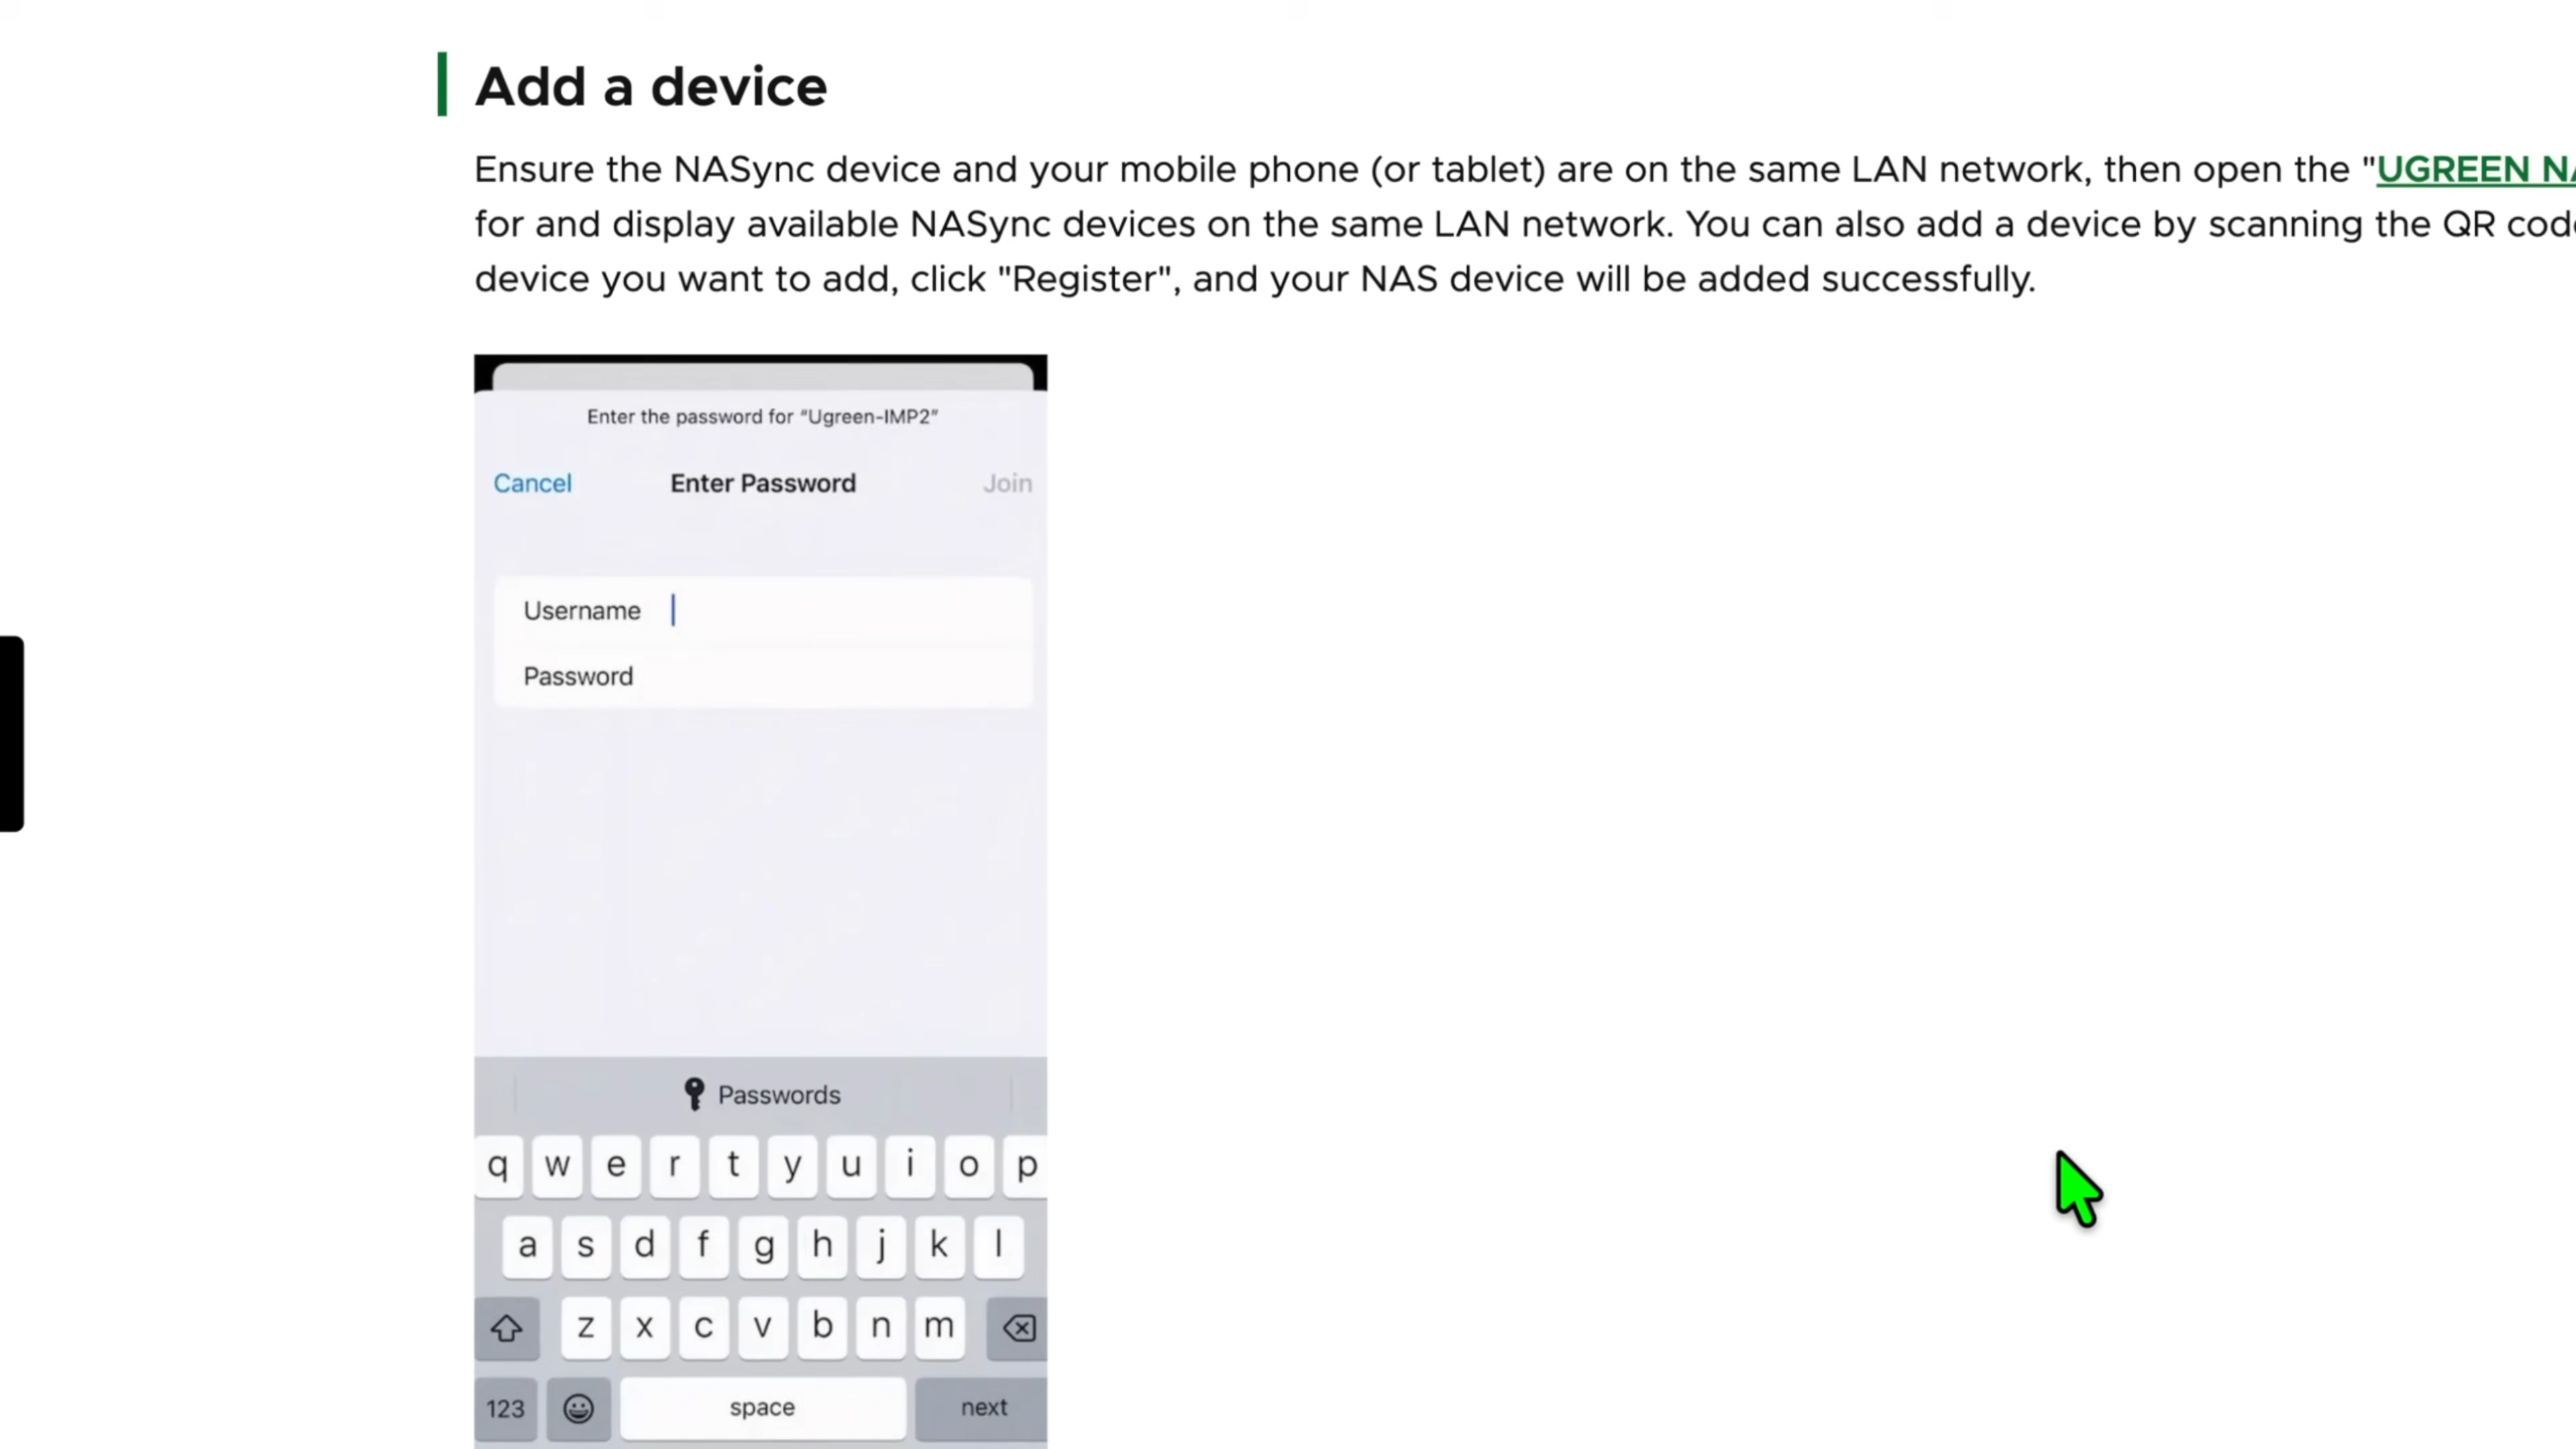 Add a device
Ensure the NASync device and your mobile phone (or tablet) are on the same LAN network, then open the "UGREEN
for and display available NASync devices on the same LAN network. You can also add a device by scanning the QR
device you want to add, click "Register", and your NAS device will be added successfully.
Enter the password for “Ugreen-IMP2”
Cancel Enter Password Join
Username
Password
Passwords
q w e r t y u i o p
a s d f g h j k l
z x c v b n m
123 space next